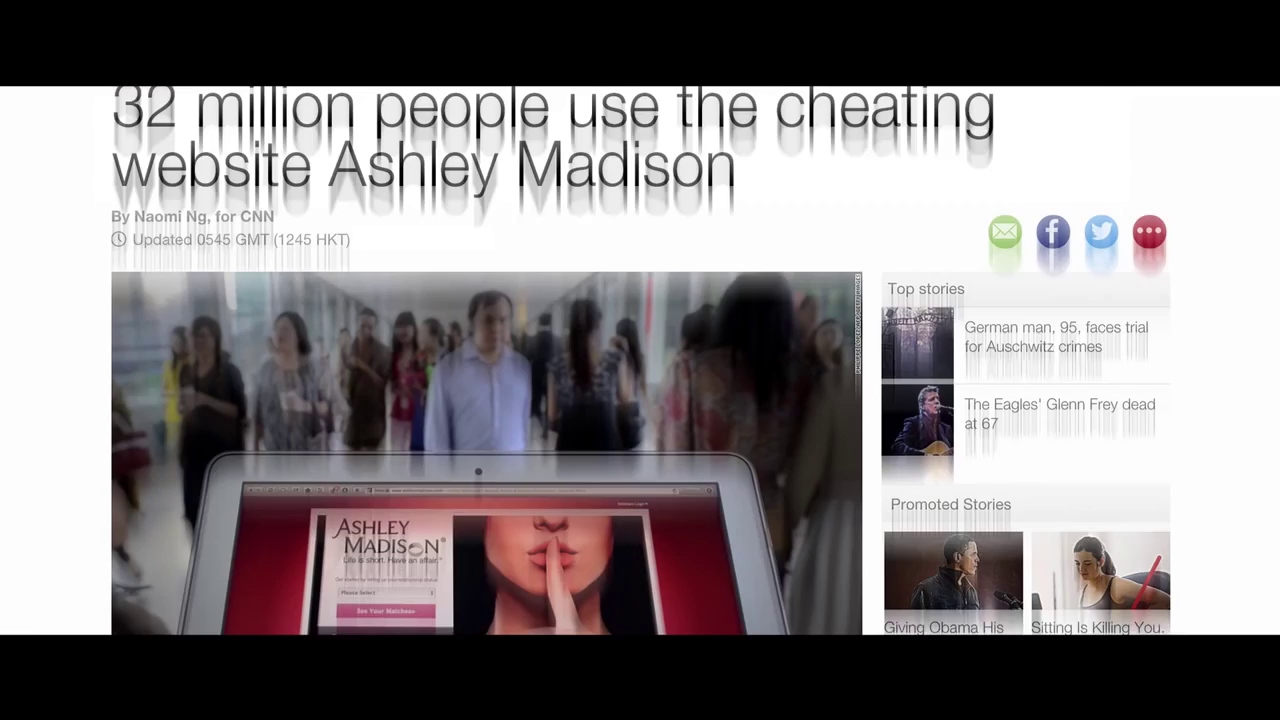 32 million people use the cheating
website Ashley Madison
By Naomi Ng, for CNN
Updated 0545 GMT (1245 HKT)
Top stories
German man, 95, faces trial
for Auschwitz crimes
The Eagles' Glenn Frey dead
at 67
Promoted Stories
Giving Obama His
Sitting Is Killing You.
ASHLEY
MADISON®
Life is short. Have an affair.®
Please Select
See Your Matches»